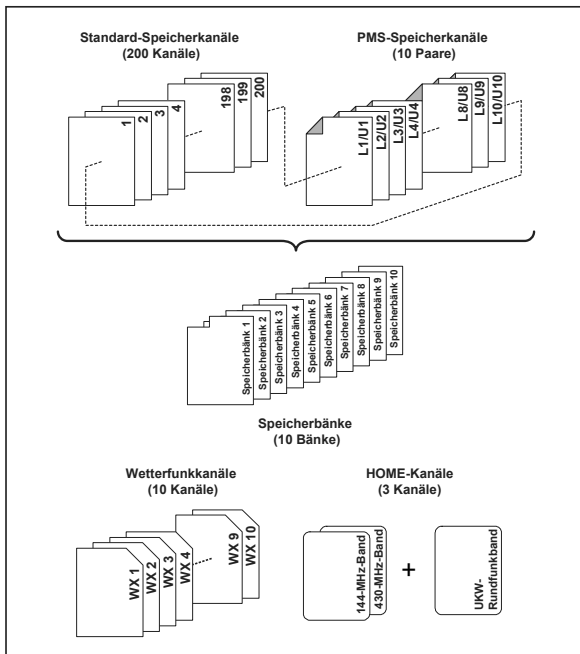 Standard-Speicherkanäle
(200 Kanäle)
PMS-Speicherkanäle
(10 Paare)
1
2
3
4
198
199
200
L1/U1
L2/U2
L3/U3
L4/U4
L8/U8
L9/U9
L10/U10
Speicherbänk 1
Speicherbänk 2
Speicherbänk 3
Speicherbänk 4
Speicherbänk 5
Speicherbänk 6
Speicherbänk 7
Speicherbänk 8
Speicherbänk 9
Speicherbänk 10
Speicherbänke
(10 Bänke)
Wetterfunkkanäle
(10 Kanäle)
HOME-Kanäle
(3 Kanäle)
WX 1
WX 2
WX 3
WX 4
WX 9
WX 10
144-MHz-Band
430-MHz-Band
+
UKW-
Rundfunkband